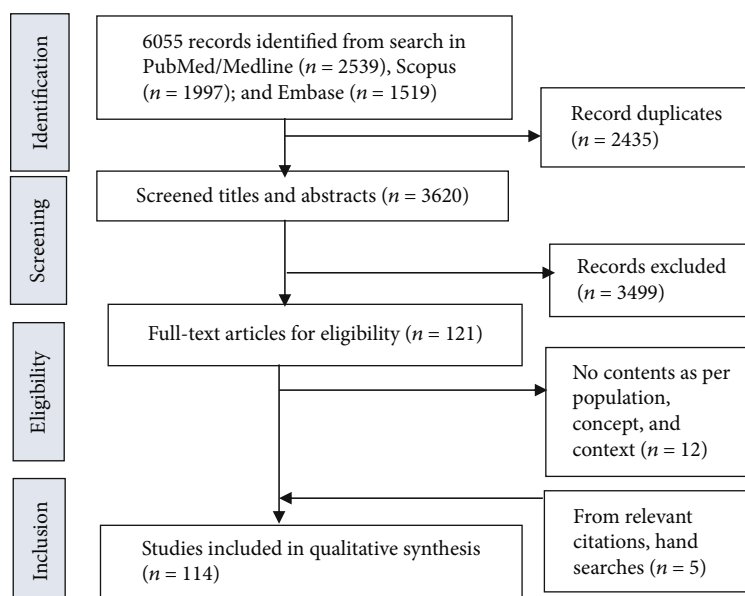 Identification
6055 records identified from search in
PubMed/Medline (n = 2539), Scopus
(n = 1997); and Embase (n = 1519)
Record duplicates
(n = 2435)
Screening
Screened titles and abstracts (n = 3620)
Records excluded
(n = 3499)
Eligibility
Full-text articles for eligibility (n = 121)
No contents as per
population,
concept, and
context (n = 12)
Inclusion
From relevant
citations, hand
searches (n = 5)
Studies included in qualitative synthesis
(n = 114)